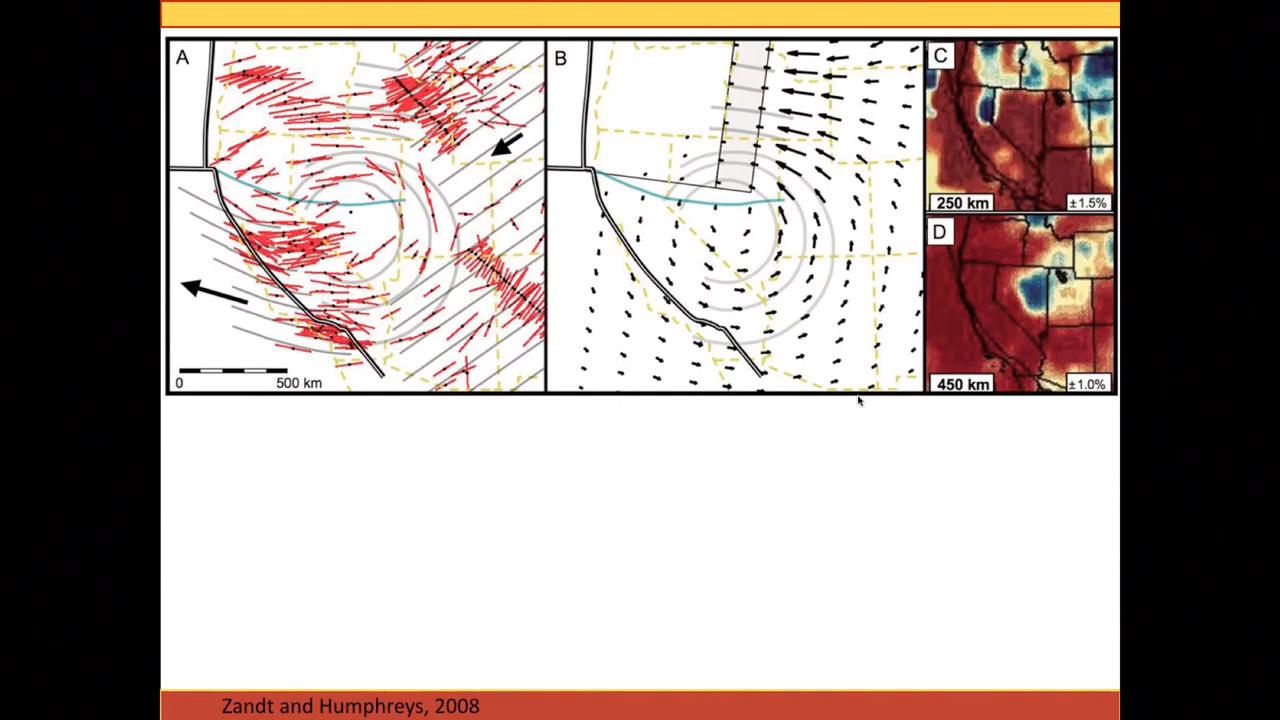 A
B
C
D
250 km
±1.5%
450 km
±1.0%
0 500 km
Zandt and Humphreys, 2008